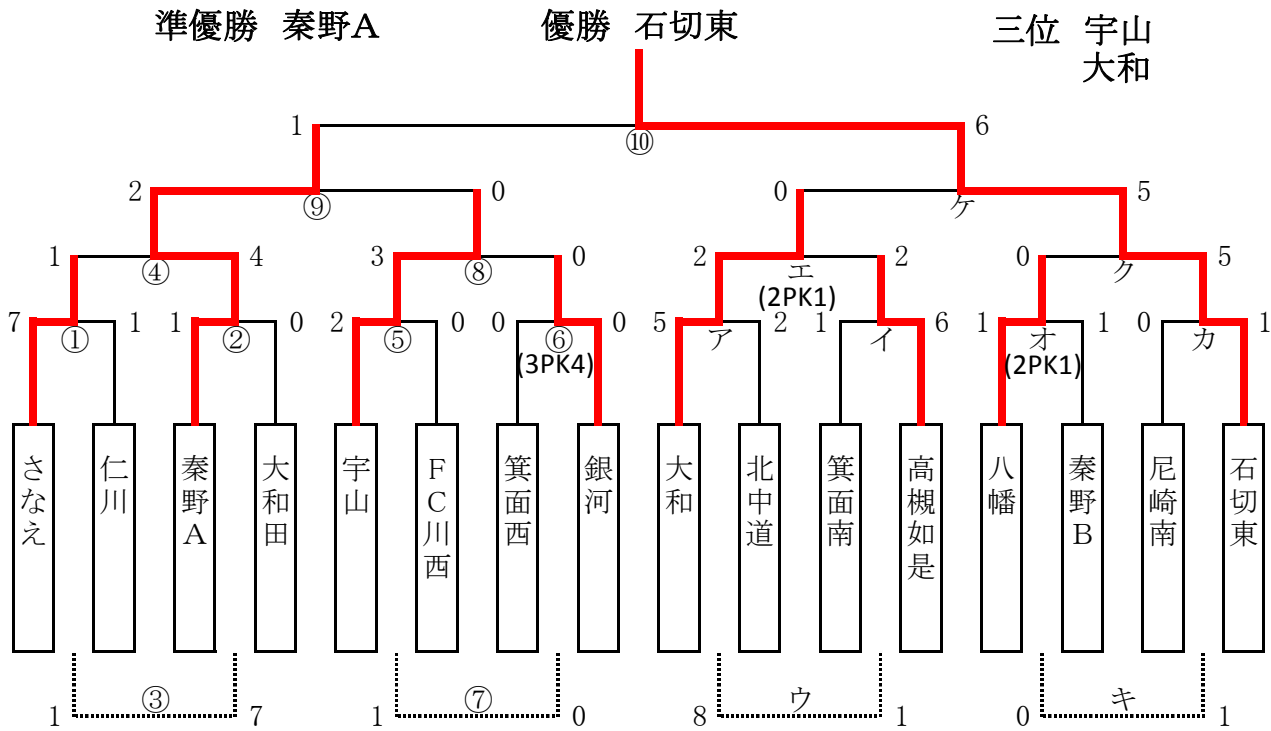 準優勝 秦野A 優勝 石切東 三位 宇山
大和
1 ⑩ 6
2 ⑨ 0 0 ケ 5
1 ④ 4 3 ⑧ 0 2 エ 2 0 ク 5
(2PK1)
7 ① 1 1 ② 0 2 ⑤ 0 0 ⑥ 0 5 ア 2 1 イ 6 1 オ 1 0 カ 1
(3PK4) (2PK1)
さなえ
仁川
秦野A
大和田
宇山
FC川西
箕面西
銀河
大和
北中道
箕面南
高槻如是
八幡
秦野B
尼崎南
石切東
1 ③ 7 1 ⑦ 0 8 ウ 1 0 キ 1